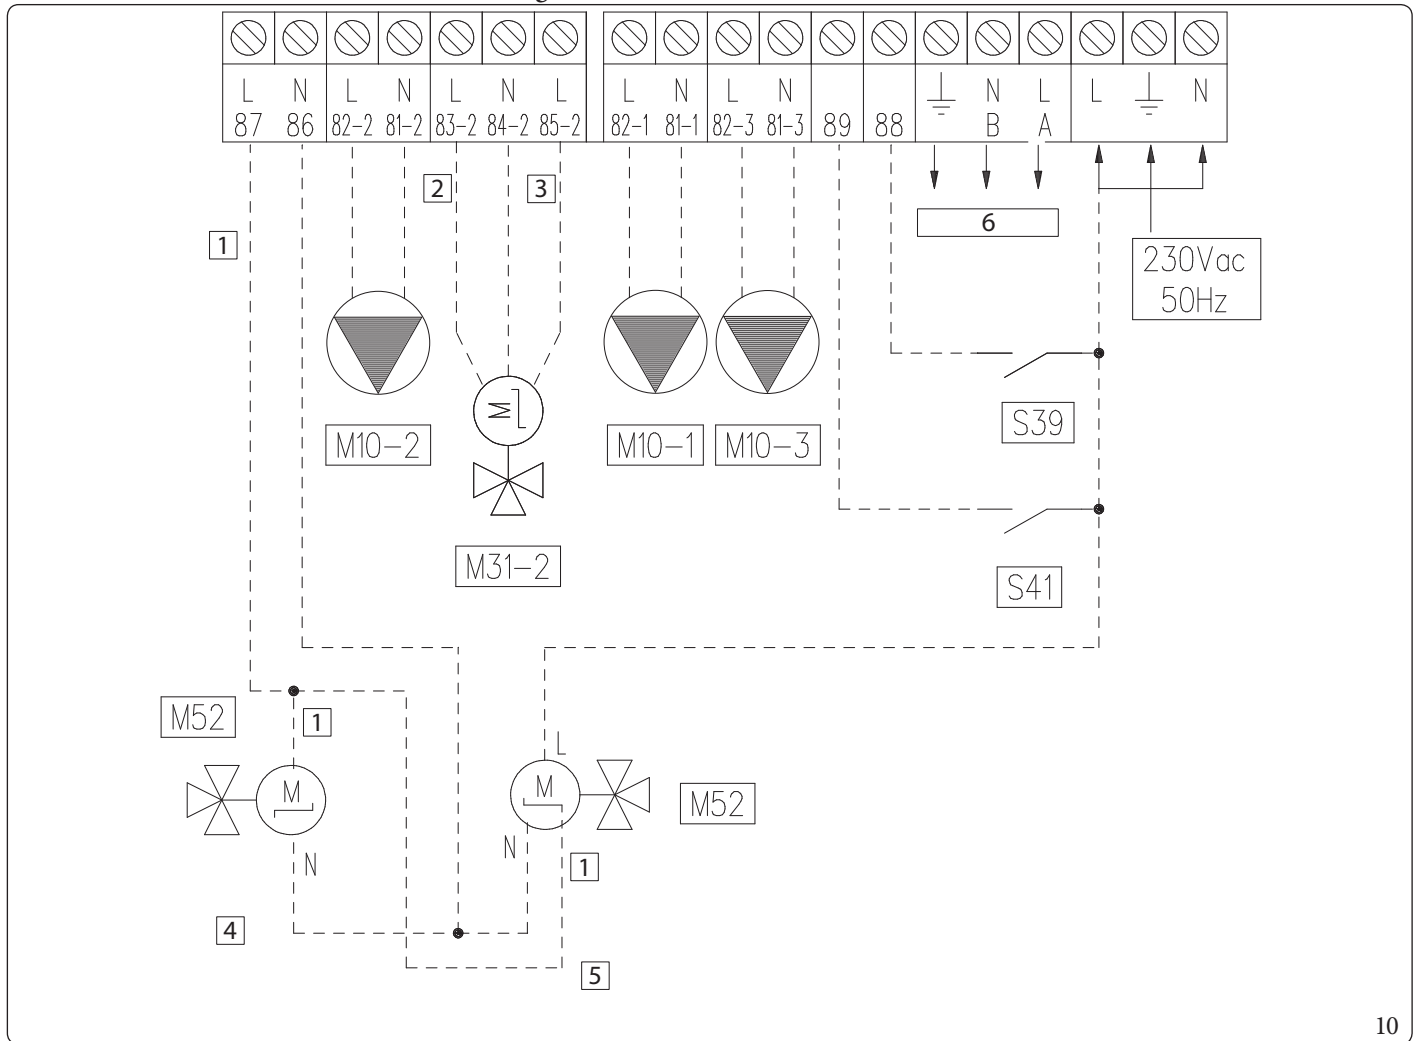 L N L N L N L L N L N N L L N
87 86 82-2 81-2 83-2 84-2 85-2 82-1 81-1 82-3 81-3 89 88 B A
2 3
1
6
230Vac
50Hz
M
M10-2 M10-1 M10-3
S39
M31-2
S41
M52
1
L
M M
M52
N N
1
4
5
10